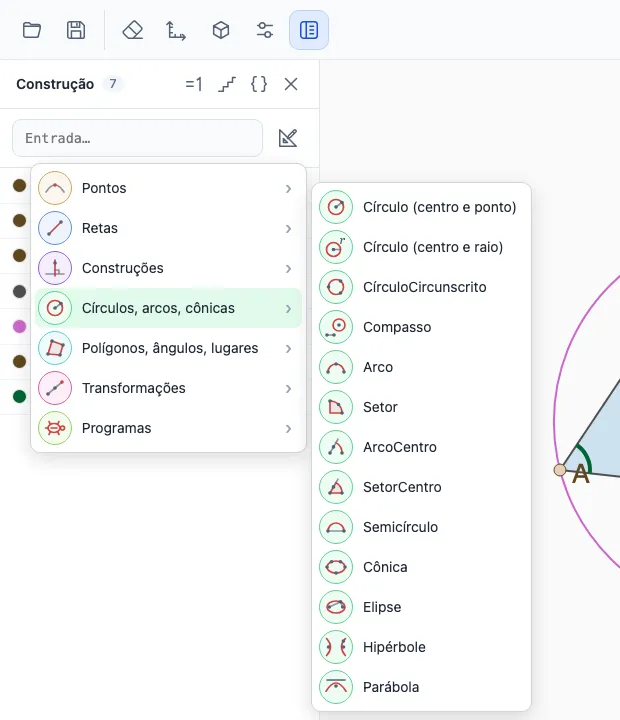 Construção 7
=1
{}
Entrada…
Pontos
Retas
Construções
Círculos, arcos, cônicas
Polígonos, ângulos, lugares
Transformações
Programas
Círculo (centro e ponto)
r
Círculo (centro e raio)
CírculoCircunscrito
Compasso
Arco
Setor
ArcoCentro
SetorCentro
Semicírculo
Cônica
Elipse
Hipérbole
Parábola
A